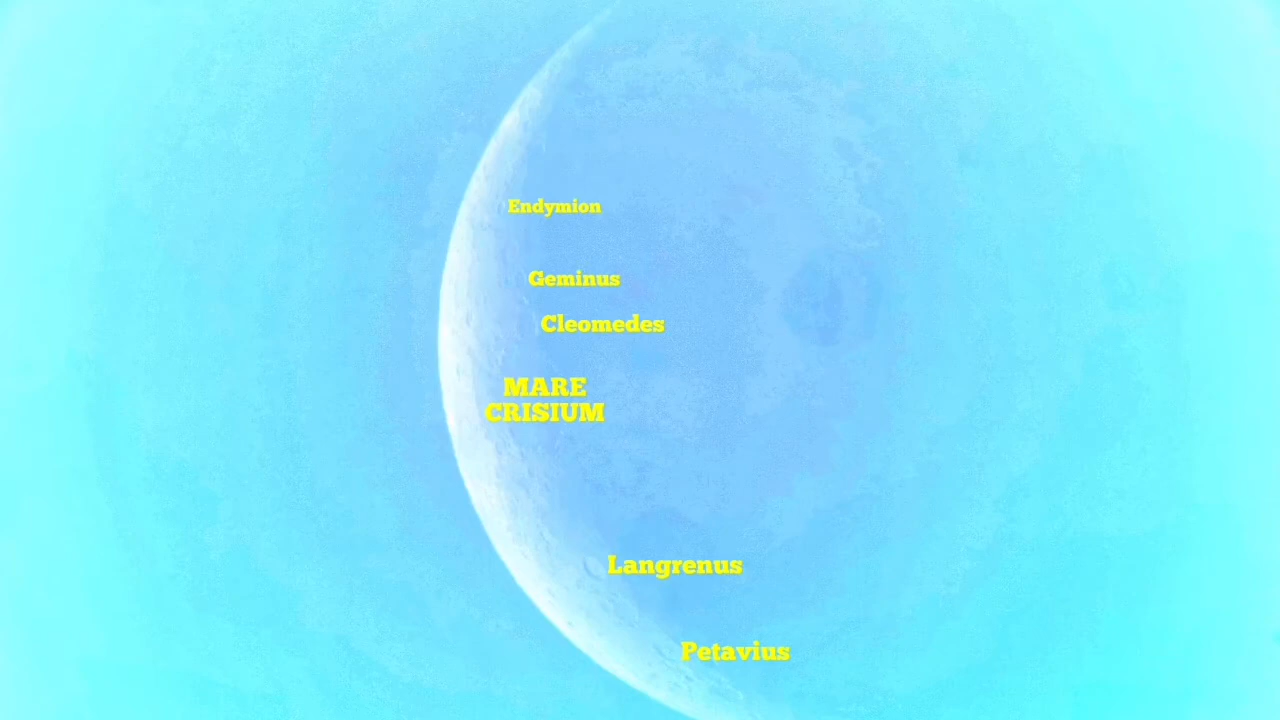 Endymion
Geminus
Cleomedes
MARE
CRISIUM
Langrenus
Petavius